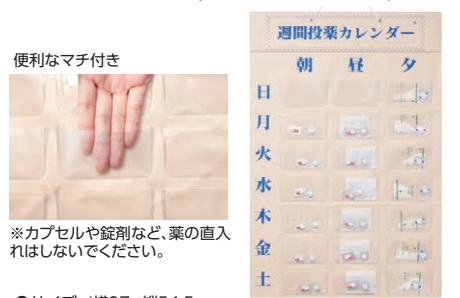 便利なマチ付き
※カプセルや錠剤など、薬の直入
れはしないでください。
週間投薬カレンダー
朝 昼 夕
日
月
火
水
木
金
土